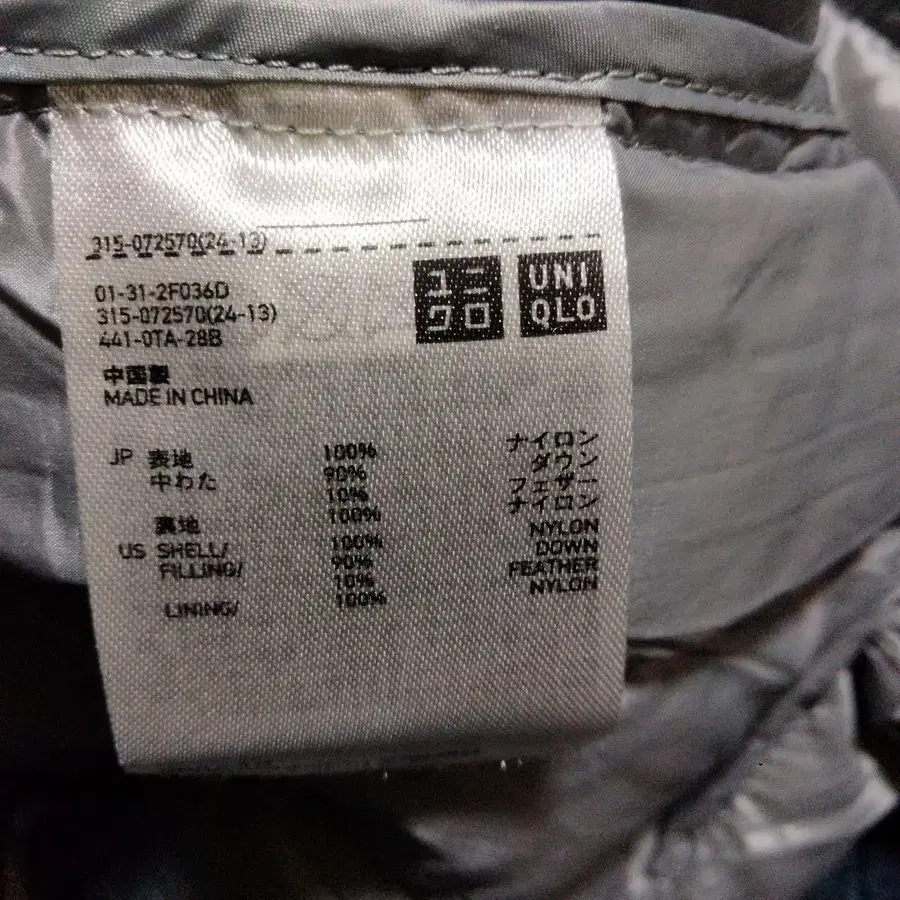 315-072570(24-13)
ユニクロ
UNIQLO
01-31-2F036D
315-072570(24-13)
441-0TA-28B
中国製
MADE IN CHINA
JP 表地 100% ナイロン
中わた 90% ダウン
10% フェザー
裏地 100% ナイロン
US SHELL/ 100% NYLON
FILLING/ 90% DOWN
10% FEATHER
LINING/ 100% NYLON